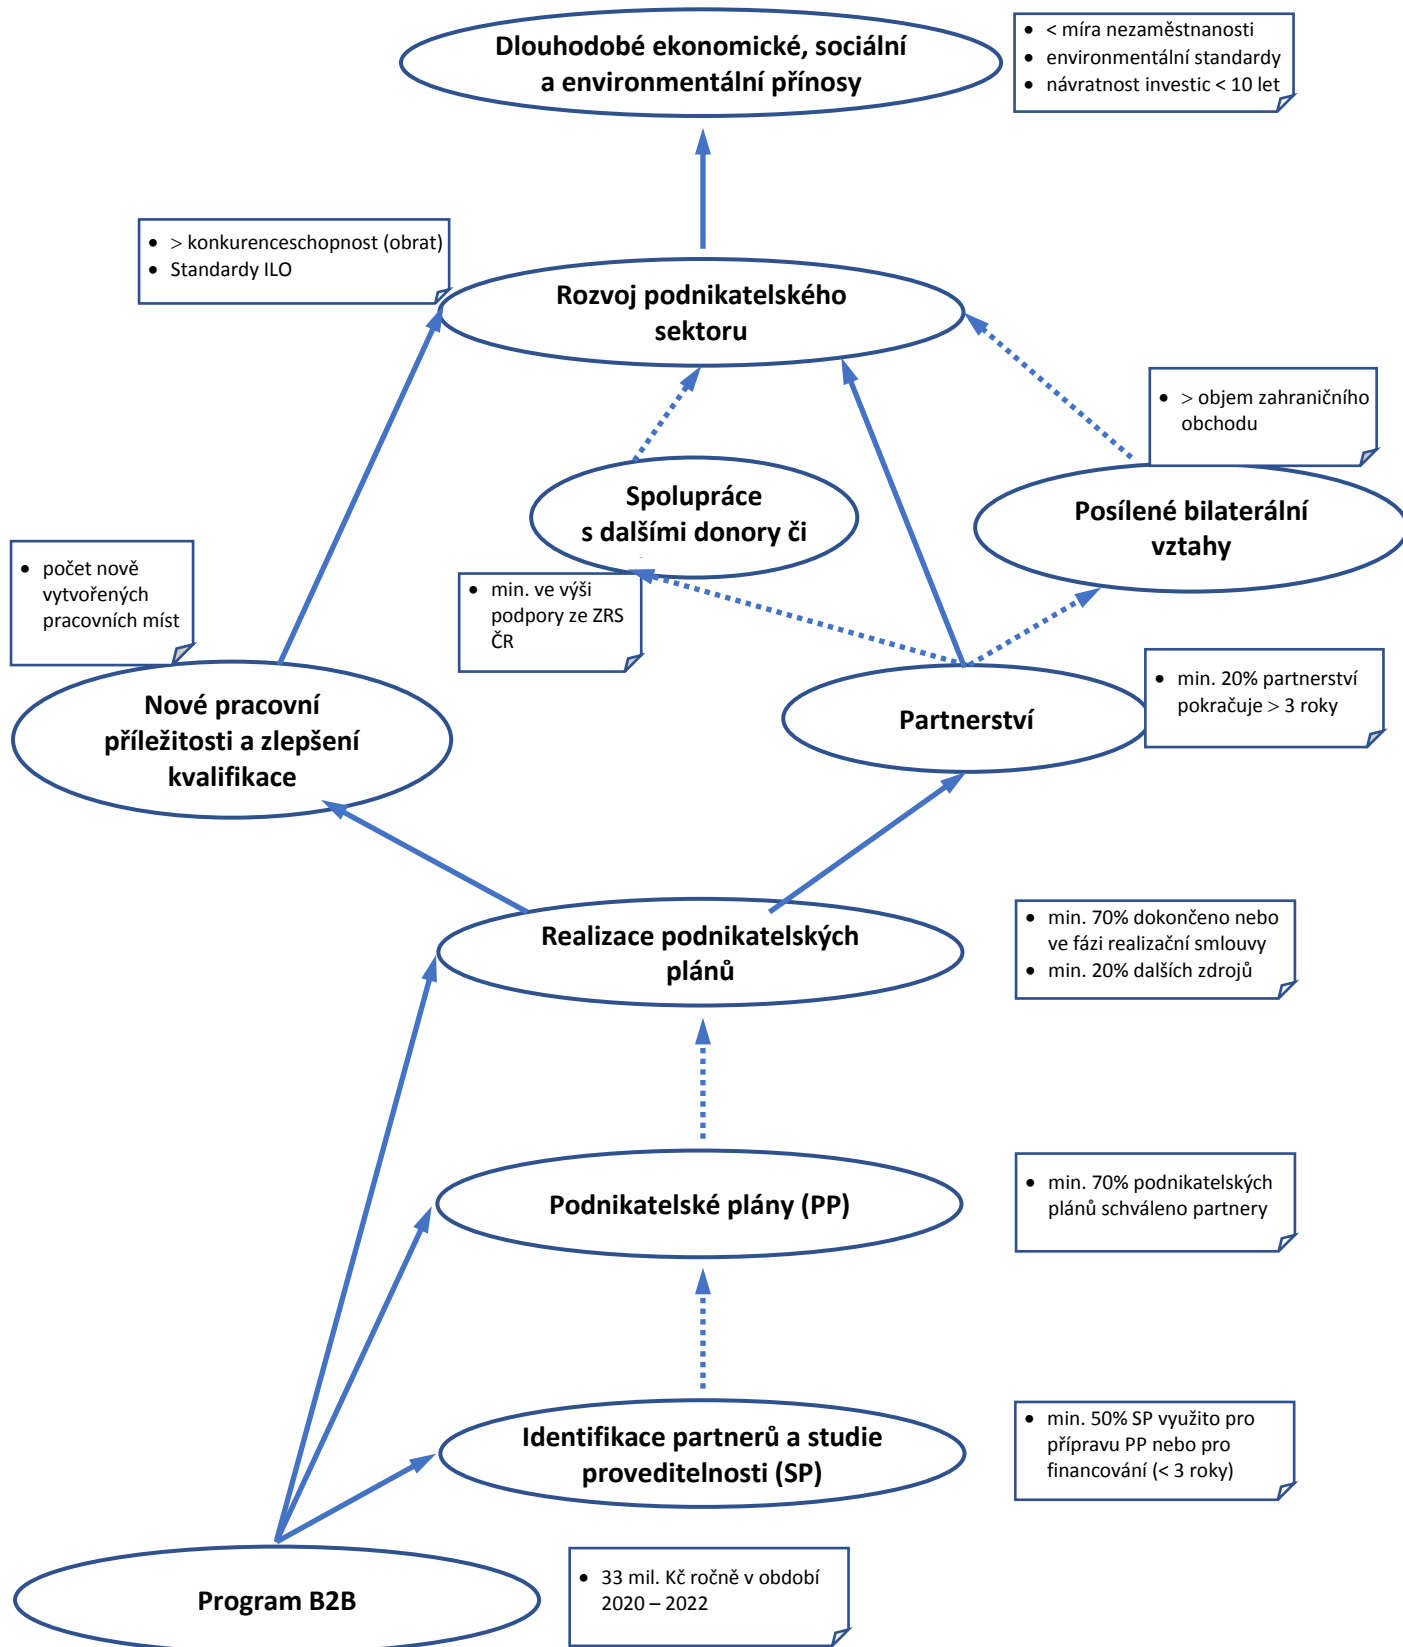 Dlouhodobé ekonomické, sociální
a environmentální přínosy
• < míra nezaměstnanosti
• environmentální standardy
• návratnost investic < 10 let
• > konkurenceschopnost (obrat)
• Standardy ILO
Rozvoj podnikatelského
sektoru
• > objem zahraničního
obchodu
Spolupráce
s dalšími donory či
Posílené bilaterální
vztahy
• počet nově
vytvořených
pracovních míst
• min. ve výši
podpory ze ZRS
ČR
Nové pracovní
příležitosti a zlepšení
kvalifikace
Partnerství
• min. 20% partnerství
pokračuje > 3 roky
Realizace podnikatelských
plánů
• min. 70% dokončeno nebo
ve fázi realizační smlouvy
• min. 20% dalších zdrojů
Podnikatelské plány (PP)
• min. 70% podnikatelských
plánů schváleno partnery
Identifikace partnerů a studie
proveditelnosti (SP)
• min. 50% SP využito pro
přípravu PP nebo pro
financování (< 3 roky)
Program B2B
• 33 mil. Kč ročně v období
2020 – 2022